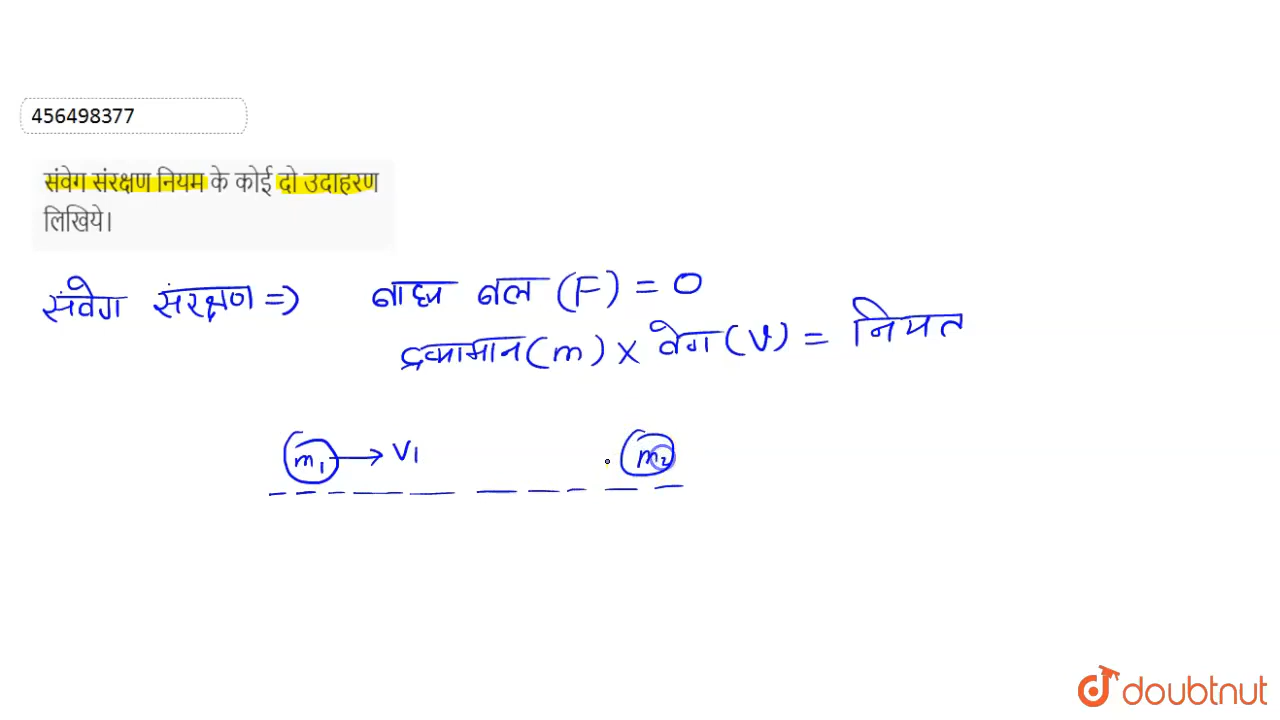 456498377
संवेग संरक्षण नियम के कोई दो उदाहरण
लिखिये।
संवेग संरक्षण => बाह्य बल (F) = 0
द्रव्यमान (m) x वेग (v) = नियत
m1 → V1 m2
doubtnut